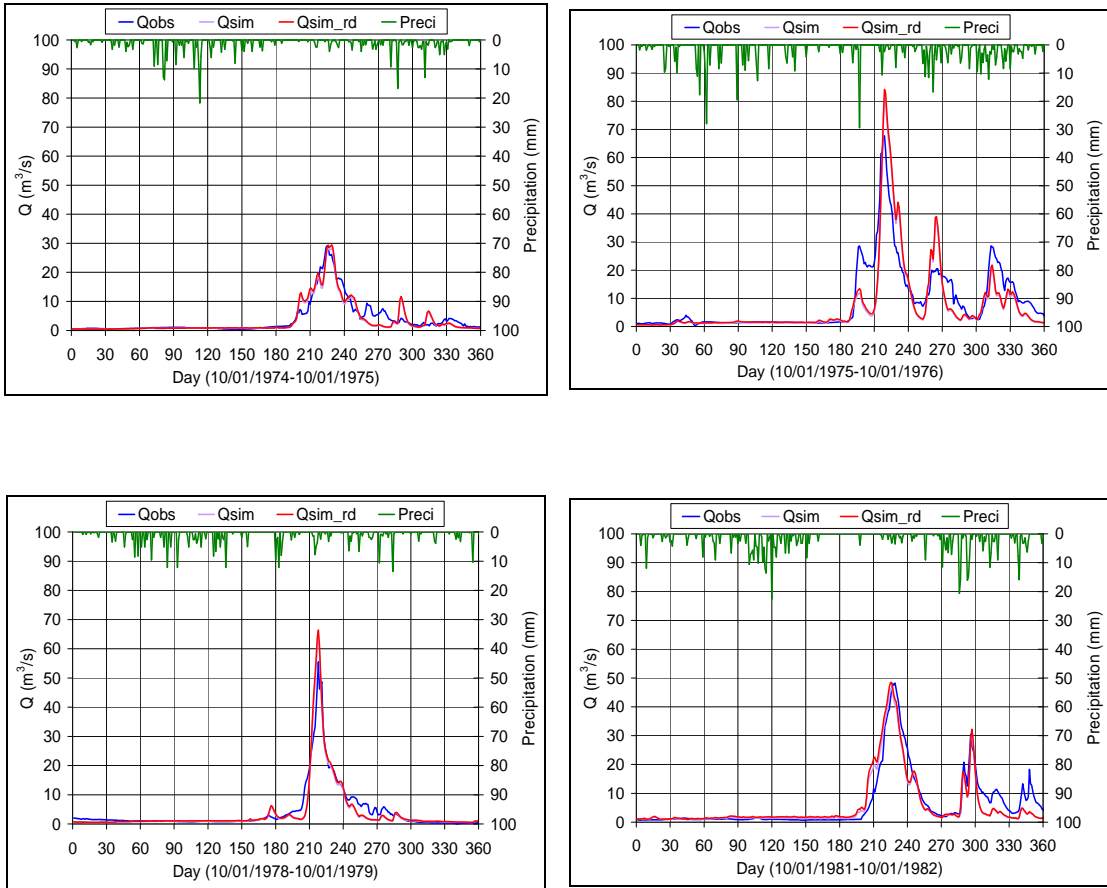 Qobs Qsim Qsim_rd Preci
100 0
90 10
80 20
70 30
60 40
50 50
40 60
30 70
20 80
10 90
0 100
Q (m³/s)
Precipitation (mm)
0 30 60 90 120 150 180 210 240 270 300 330 360
Day (10/01/1974-10/01/1975)
Qobs Qsim Qsim_rd Preci
100 0
90 10
80 20
70 30
60 40
50 50
40 60
30 70
20 80
10 90
0 100
Q (m³/s)
Precipitation (mm)
0 30 60 90 120 150 180 210 240 270 300 330 360
Day (10/01/1975-10/01/1976)
Qobs Qsim Qsim_rd Preci
100 0
90 10
80 20
70 30
60 40
50 50
40 60
30 70
20 80
10 90
0 100
Q (m³/s)
Precipitation (mm)
0 30 60 90 120 150 180 210 240 270 300 330 360
Day (10/01/1978-10/01/1979)
Qobs Qsim Qsim_rd Preci
100 0
90 10
80 20
70 30
60 40
50 50
40 60
30 70
20 80
10 90
0 100
Q (m³/s)
Precipitation (mm)
0 30 60 90 120 150 180 210 240 270 300 330 360
Day (10/01/1981-10/01/1982)